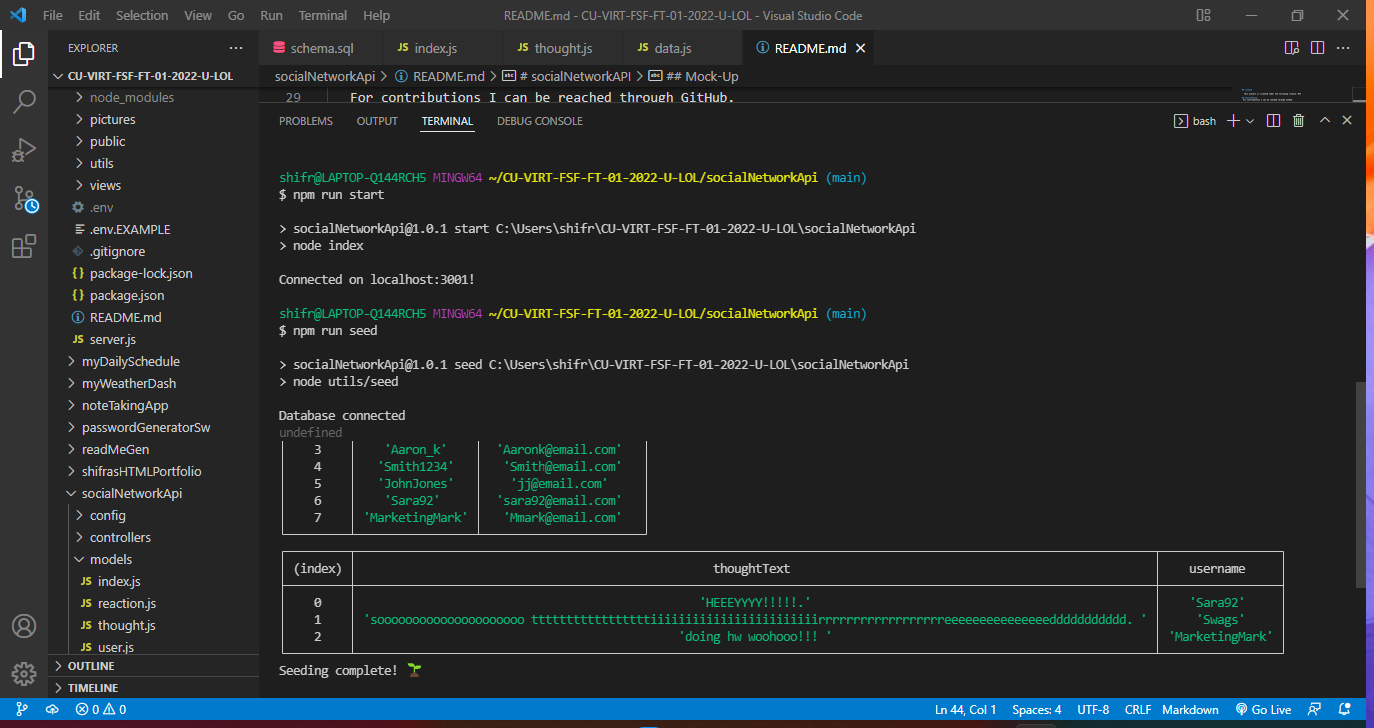 File Edit Selection View Go Run Terminal Help README.md - CU-VIRT-FSF-FT-01-2022-U-LOL - Visual Studio Code
EXPLORER
schema.sql JS index.js JS thought.js JS data.js README.md
CU-VIRT-FSF-FT-01-2022-U-LOL
socialNetworkApi > README.md > # socialNetworkAPI > ## Mock-Up
node_modules
pictures
public
utils
views
.env
.env.EXAMPLE
.gitignore
{} package-lock.json
{} package.json
README.md
JS server.js
myDailySchedule
myWeatherDash
noteTakingApp
passwordGeneratorSw
readMeGen
shifrasHTMLPortfolio
socialNetworkApi
config
controllers
models
JS index.js
JS reaction.js
JS thought.js
JS user.js
OUTLINE
TIMELINE
29 For contributions I can be reached through GitHub.
PROBLEMS OUTPUT TERMINAL DEBUG CONSOLE bash
shifr@LAPTOP-Q144RCH5 MINGW64 ~/CU-VIRT-FSF-FT-01-2022-U-LOL/socialNetworkApi (main)
$ npm run start
> socialNetworkApi@1.0.1 start C:\Users\shifr\CU-VIRT-FSF-FT-01-2022-U-LOL\socialNetworkApi
> node index
Connected on localhost:3001!
shifr@LAPTOP-Q144RCH5 MINGW64 ~/CU-VIRT-FSF-FT-01-2022-U-LOL/socialNetworkApi (main)
$ npm run seed
> socialNetworkApi@1.0.1 seed C:\Users\shifr\CU-VIRT-FSF-FT-01-2022-U-LOL\socialNetworkApi
> node utils/seed
Database connected
undefined
3 'Aaron_k' 'Aaronk@email.com'
4 'Smith1234' 'Smith@email.com'
5 'JohnJones' 'jj@email.com'
6 'Sara92' 'sara92@email.com'
7 'MarketingMark' 'Mmark@email.com'
(index) thoughtText username
0 'HEEEYYYY!!!!!.' 'Sara92'
1 'sooooooooooooooooooooo tttttttttttttttttiiiiiiiiiiiiiiiiiiiiiiiirrrrrrrrrrrrrrrrrrreeeeeeeeeeeeeeedddddddddd. ' 'Swags'
2 'doing hw woohooo!!! ' 'MarketingMark'
Seeding complete! 🌱
0 0 Ln 44, Col 1 Spaces: 4 UTF-8 CRLF Markdown Go Live